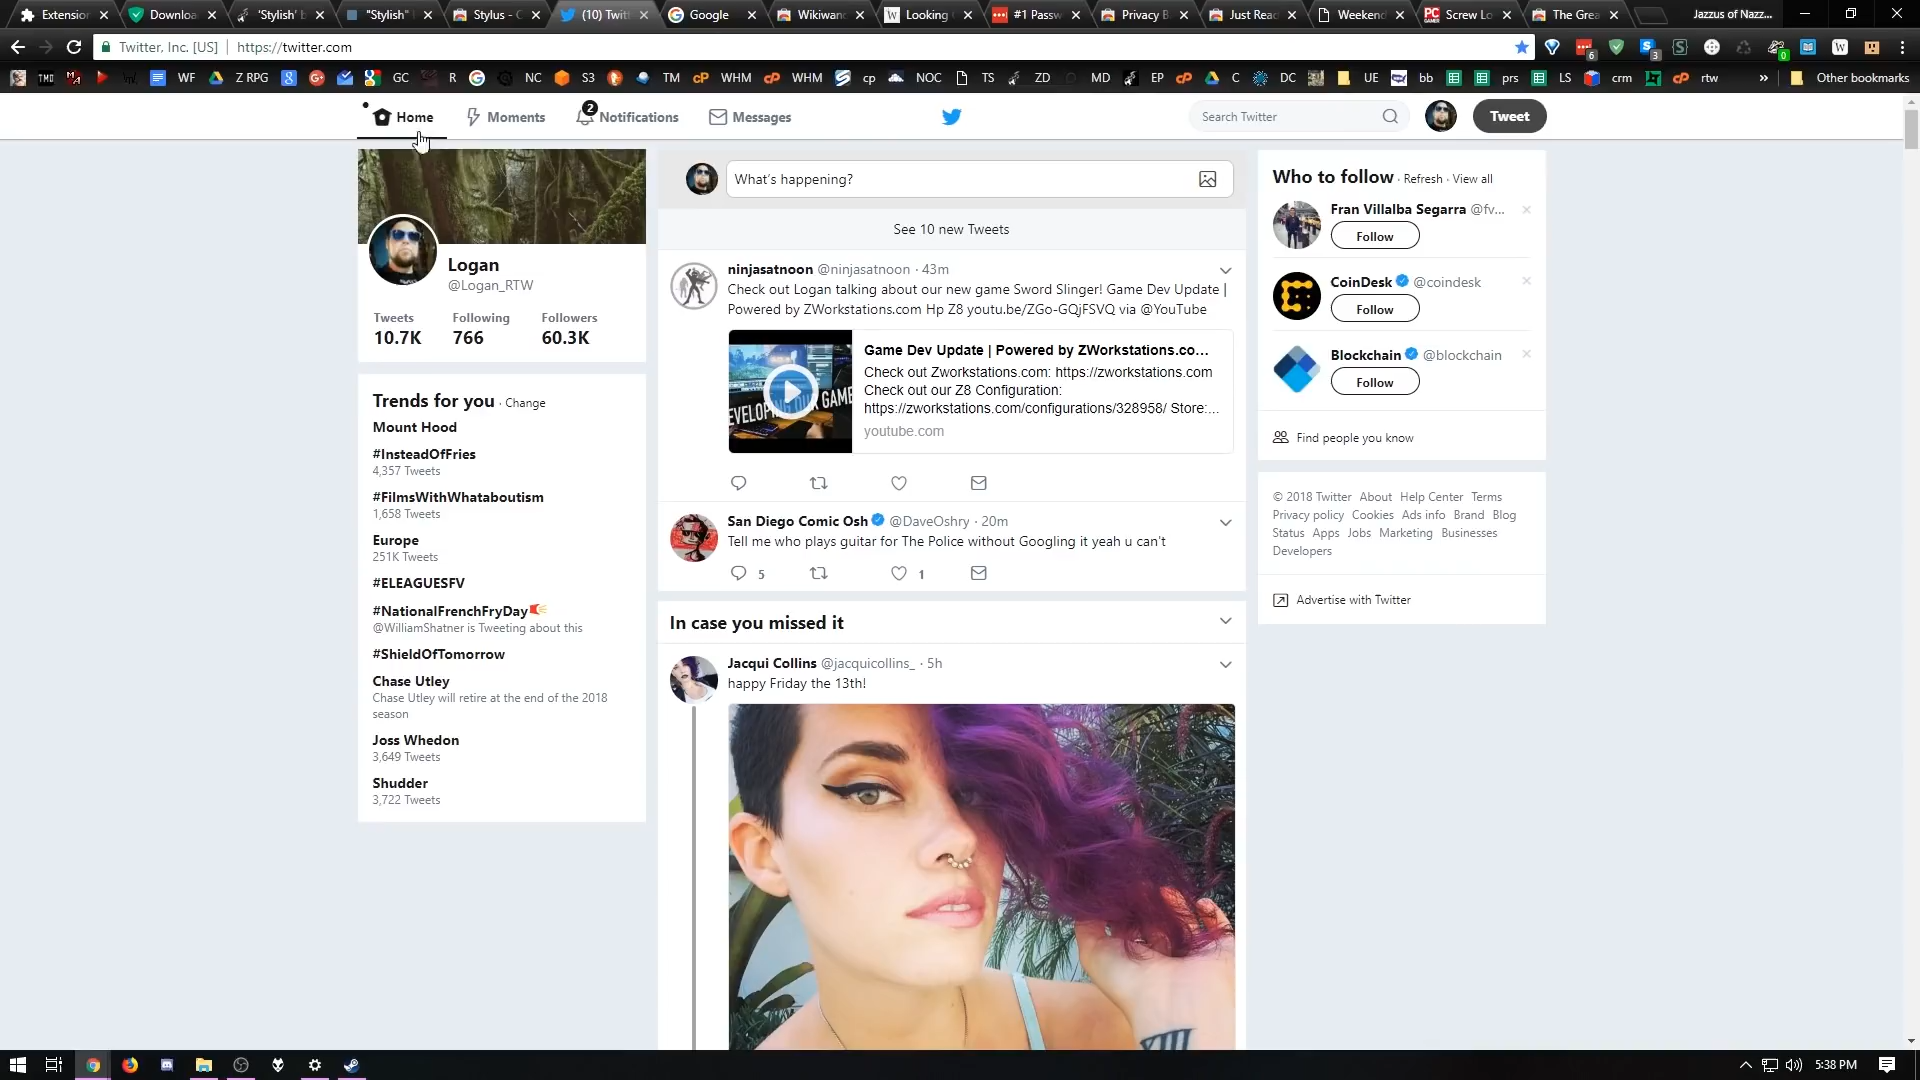 Extension
Downloa
'Stylish' b
"Stylish"
Stylus - C
(10) Twitt
Google
Wikiwand
Looking
#1 Passw
Privacy B
Just Read
Weekend
Screw Lo
The Grea
Jazzus of Nazz...
Twitter, Inc. [US] | https://twitter.com
6
3
0
WF
Z RPG
GC
R
NC
S3
TM
WHM
WHM
cp
NOC
TS
ZD
MD
EP
C
DC
UE
bb
prs
LS
crm
rtw
»
Other bookmarks
Home
Moments
2
Notifications
Messages
Search Twitter
Tweet
Logan
@Logan_RTW
Tweets Following Followers
10.7K 766 60.3K
Trends for you · Change
Mount Hood
#InsteadOfFries
4,357 Tweets
#FilmsWithWhataboutism
1,658 Tweets
Europe
251K Tweets
#ELEAGUESFV
#NationalFrenchFryDay
@WilliamShatner is Tweeting about this
#ShieldOfTomorrow
Chase Utley
Chase Utley will retire at the end of the 2018
season
Joss Whedon
3,649 Tweets
Shudder
3,722 Tweets
What's happening?
See 10 new Tweets
ninjasatnoon @ninjasatnoon · 43m
Check out Logan talking about our new game Sword Slinger! Game Dev Update |
Powered by ZWorkstations.com Hp Z8 youtu.be/ZGo-GQjFSVQ via @YouTube
EVELOPING OUR GAME
Game Dev Update | Powered by ZWorkstations.co...
Check out Zworkstations.com: https://zworkstations.com
Check out our Z8 Configuration:
https://zworkstations.com/configurations/328958/ Store:...
youtube.com
San Diego Comic Osh @DaveOshry · 20m
Tell me who plays guitar for The Police without Googling it yeah u can't
5
1
In case you missed it
Jacqui Collins @jacquicollins_ · 5h
happy Friday the 13th!
Who to follow · Refresh · View all
Fran Villalba Segarra @fv...
Follow
CoinDesk @coindesk
Follow
Blockchain @blockchain
Follow
Find people you know
© 2018 Twitter About Help Center Terms
Privacy policy Cookies Ads info Brand Blog
Status Apps Jobs Marketing Businesses
Developers
Advertise with Twitter
5:38 PM